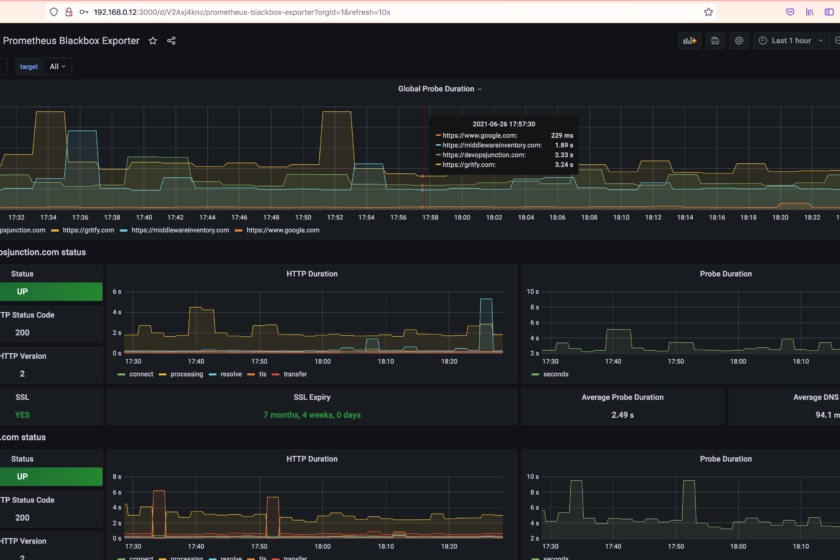 192.168.0.12:3000/d/V2Axj4knz/prometheus-blackbox-exporter?orgId=1&refresh=10s
Prometheus Blackbox Exporter
Last 1 hour
target All
Global Probe Duration
2021-06-26 17:57:30
https://www.google.com: 229 ms
https://middlewareinventory.com: 1.89 s
https://devopsjunction.com: 2.33 s
https://gritfy.com: 3.24 s
17:32 17:34 17:36 17:38 17:40 17:42 17:44 17:46 17:48 17:50 17:52 17:54 17:56 17:58 18:00 18:02 18:04 18:06 18:08 18:10 18:12 18:14 18:16 18:18 18:20 18:22
psjunction.com https://gritfy.com https://middlewareinventory.com https://www.google.com
psjunction.com status
Status
UP
TP Status Code
200
HTTP Version
2
SSL
YES
HTTP Duration
6 s
4 s
2 s
0 s
17:30 17:40 17:50 18:00 18:10 18:20
connect processing resolve tls transfer
Probe Duration
10 s
8 s
6 s
4 s
2 s
17:30 17:40 17:50 18:00 18:10
seconds
SSL Expiry
7 months, 4 weeks, 0 days
Average Probe Duration
2.49 s
Average DNS
94.1 m
.com status
Status
UP
TP Status Code
200
HTTP Version
2
HTTP Duration
8 s
6 s
4 s
2 s
0 s
17:30 17:40 17:50 18:00 18:10 18:20
connect processing resolve tls transfer
Probe Duration
10 s
8 s
6 s
4 s
2 s
17:30 17:40 17:50 18:00 18:10
seconds